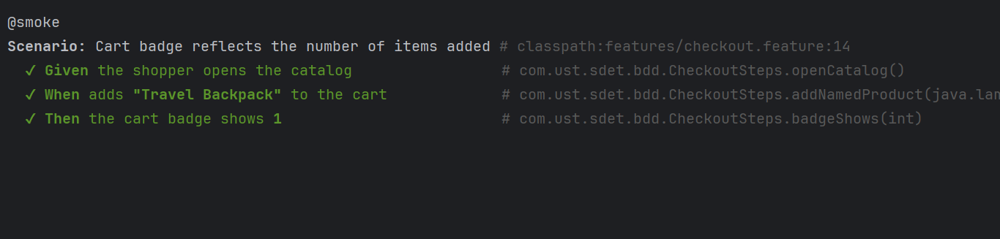 @smoke
Scenario: Cart badge reflects the number of items added # classpath:features/checkout.feature:14
✓ Given the shopper opens the catalog # com.ust.sdet.bdd.CheckoutSteps.openCatalog()
✓ When adds "Travel Backpack" to the cart # com.ust.sdet.bdd.CheckoutSteps.addNamedProduct(java.lan
✓ Then the cart badge shows 1 # com.ust.sdet.bdd.CheckoutSteps.badgeShows(int)